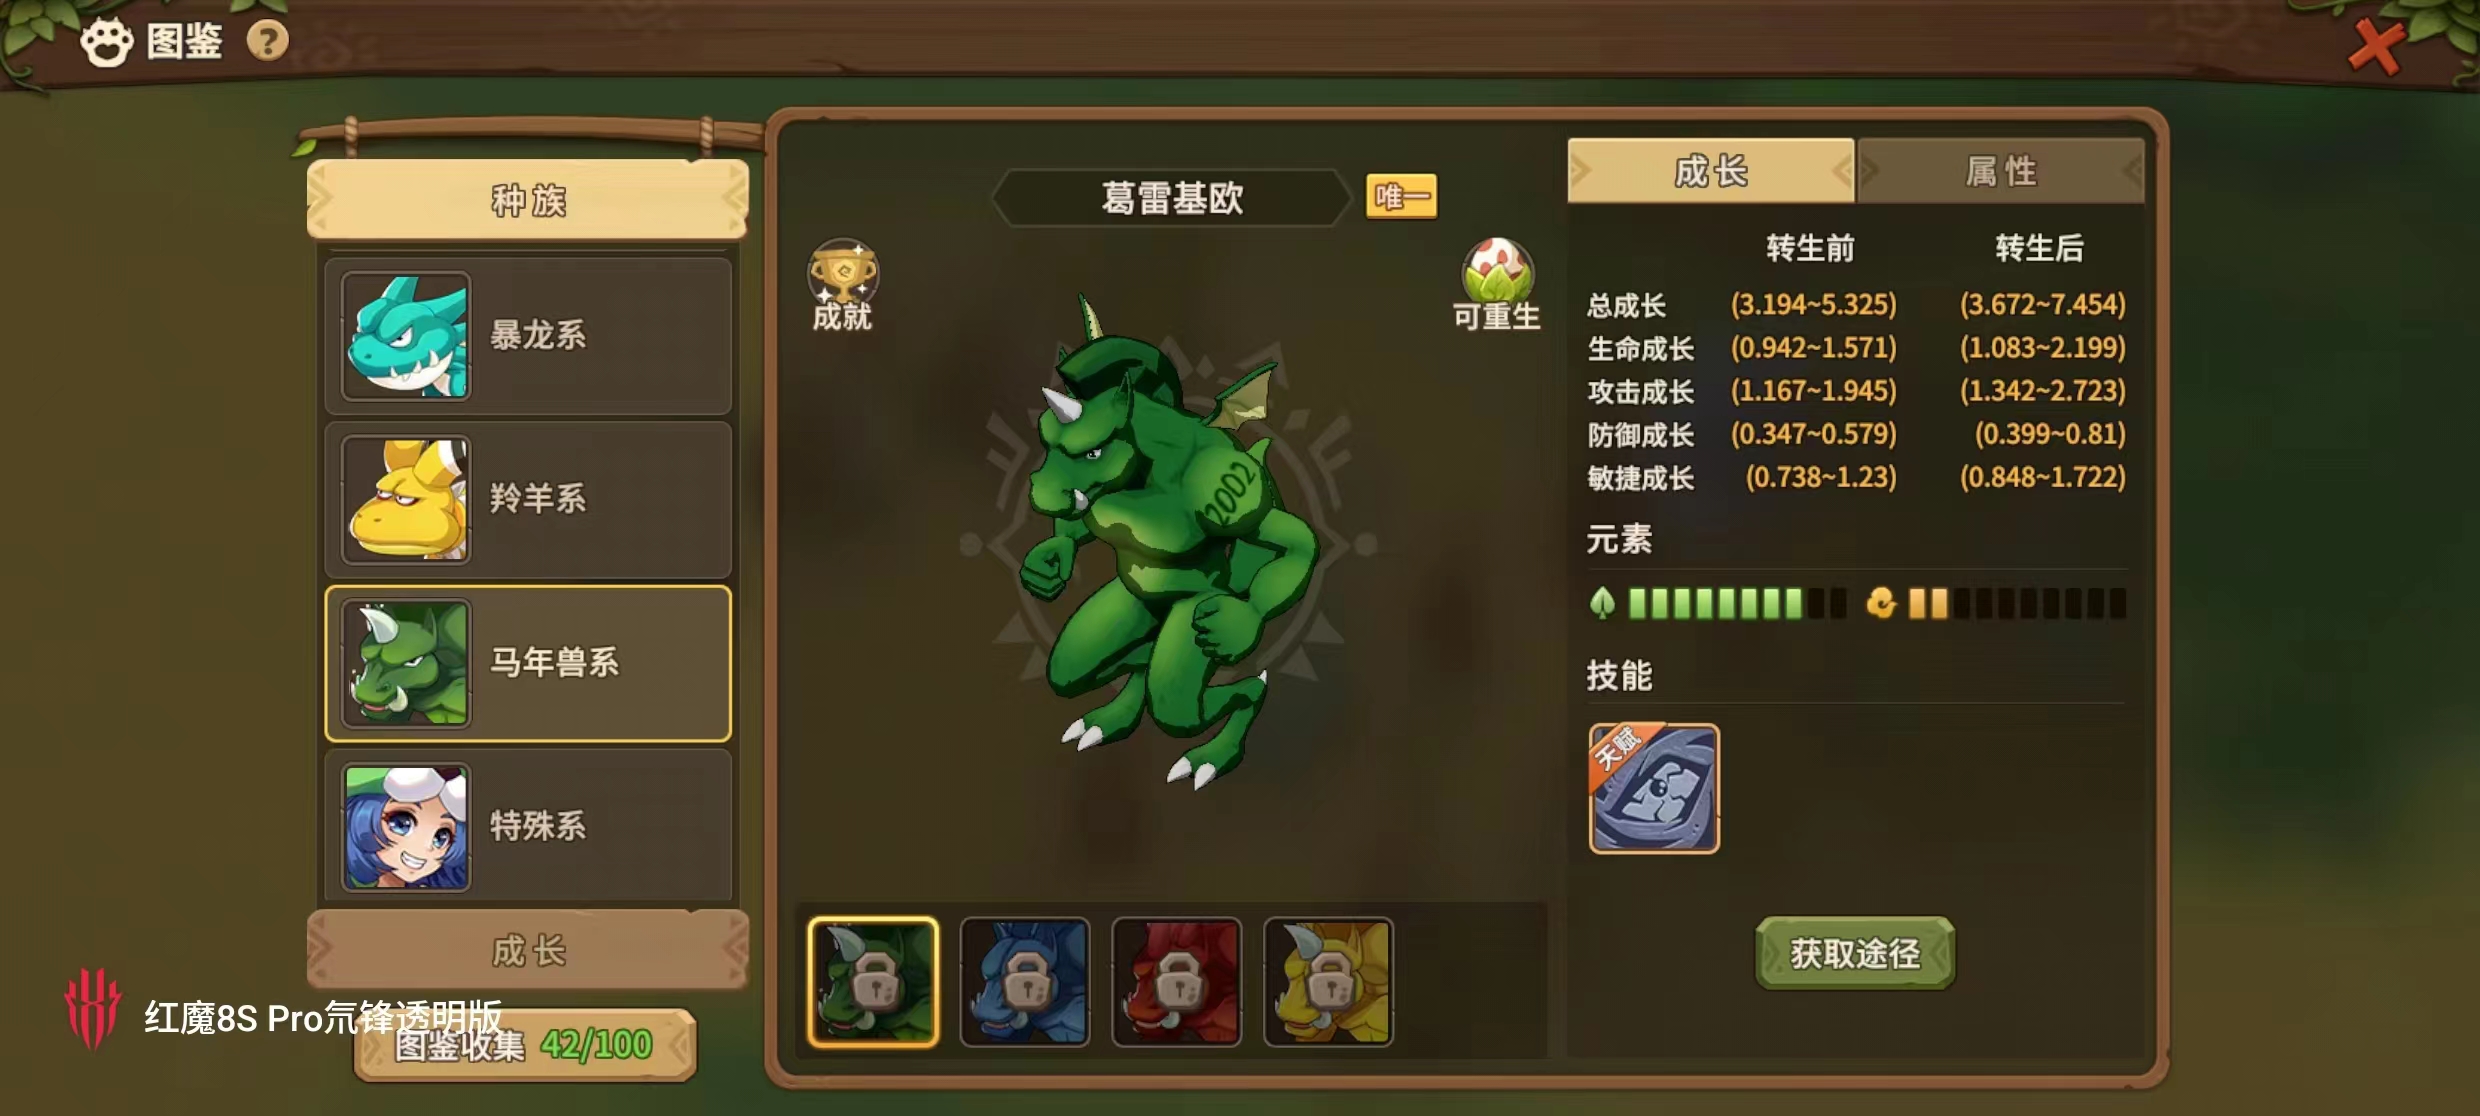 图鉴 ?
种族
暴龙系
羚羊系
马年兽系
特殊系
成长
图鉴收集 42/100
红魔8S Pro氘锋透明版
葛雷基欧 唯一
成就
可重生
2002
成长 属性
转生前 转生后
总成长 (3.194~5.325) (3.672~7.454)
生命成长 (0.942~1.571) (1.083~2.199)
攻击成长 (1.167~1.945) (1.342~2.723)
防御成长 (0.347~0.579) (0.399~0.81)
敏捷成长 (0.738~1.23) (0.848~1.722)
元素
技能
天赋
获取途径